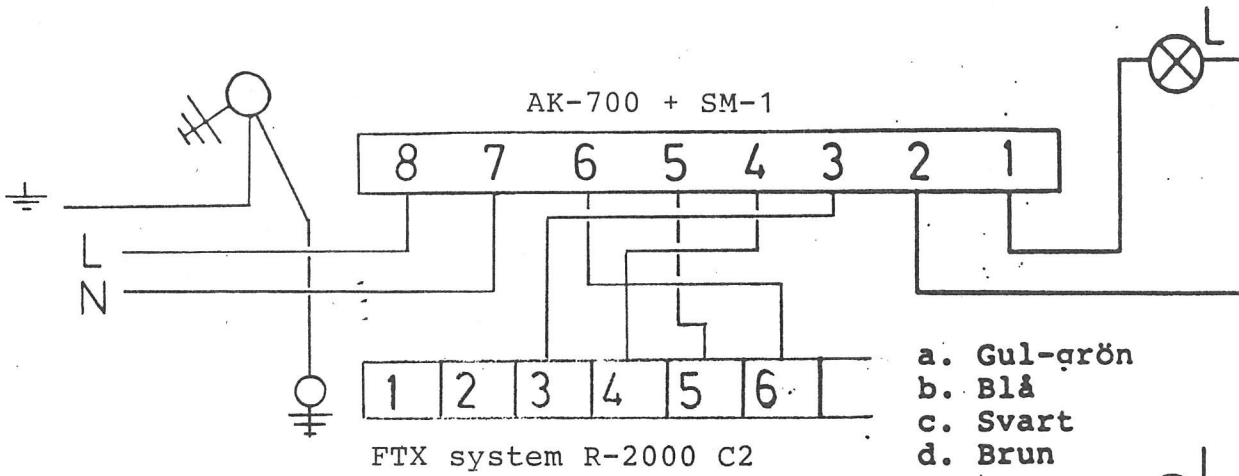 L
AK-700 + SM-1
8 7 6 5 4 3 2 1
L
N
1 2 3 4 5 6
FTX system R-2000 C2
a. Gul-grön
b. Blå
c. Svart
d. Brun